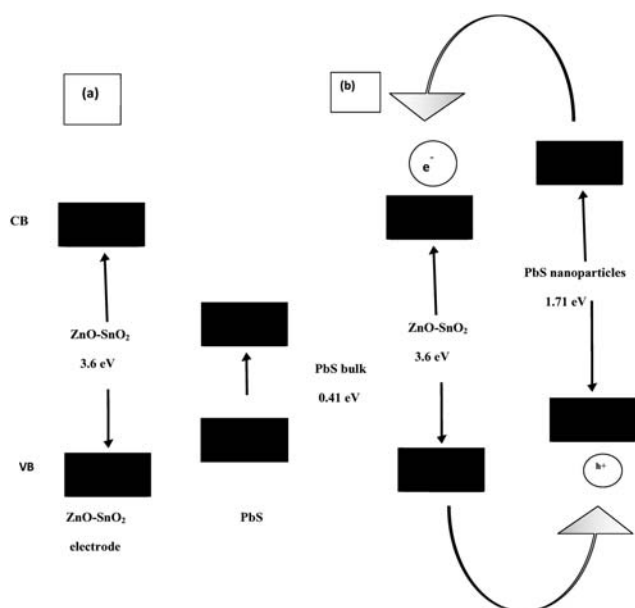 (a)
CB
ZnO-SnO₂
3.6 eV
PbS bulk
0.41 eV
VB
ZnO-SnO₂
electrode
PbS
(b)
e⁻
ZnO-SnO₂
3.6 eV
PbS nanoparticles
1.71 eV
h⁺